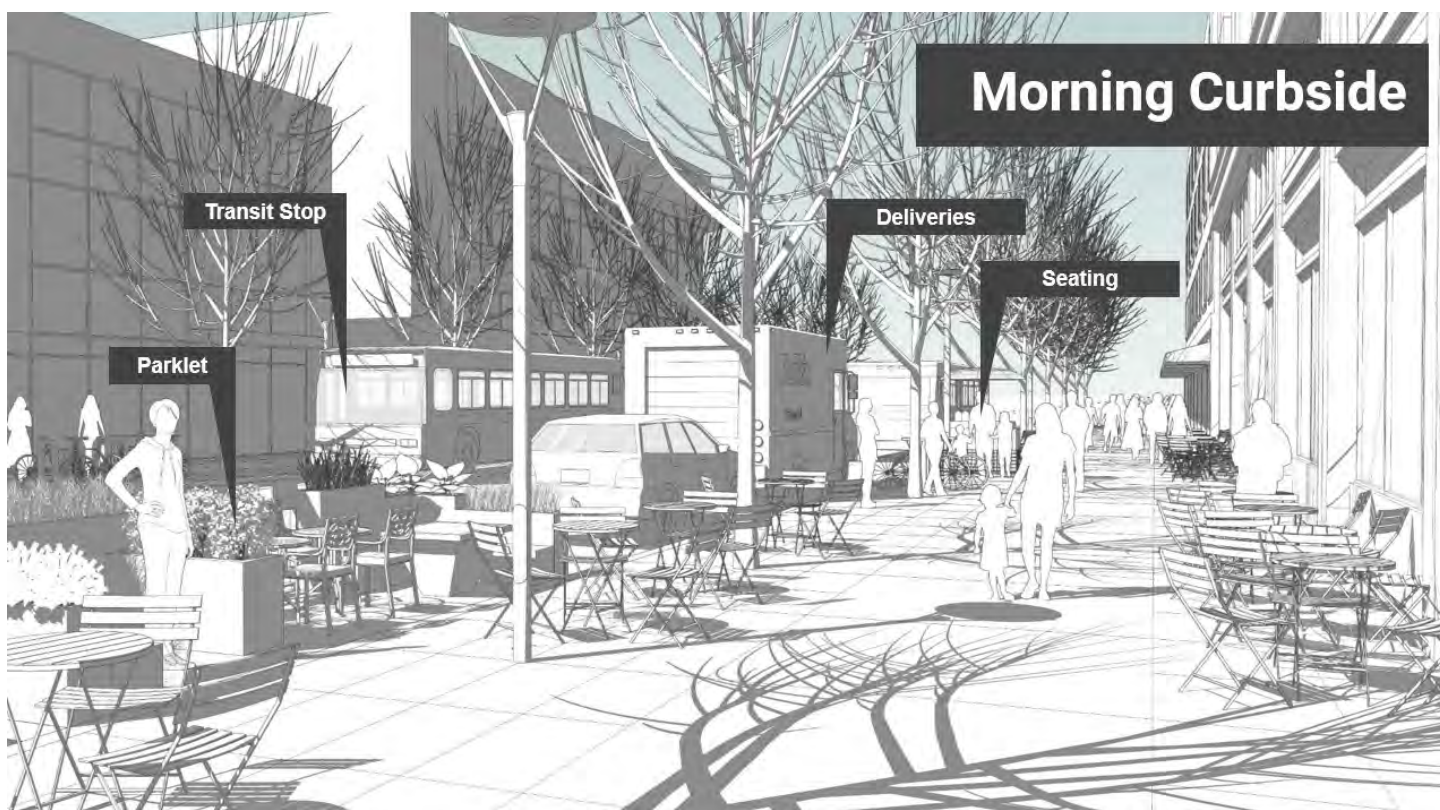 Morning Curbside
Transit Stop
Deliveries
Seating
Parklet